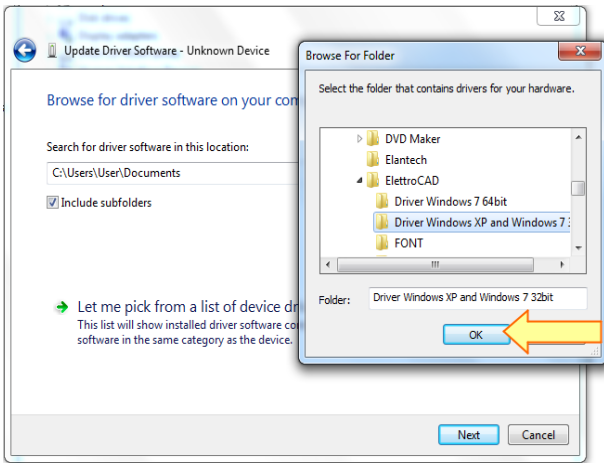 Update Driver Software - Unknown Device
Browse for driver software on your
Search for driver software in this location:
C:\Users\User\Documents
Include subfolders
Let me pick from a list of device
This list will show installed driver software
software in the same category as the device.
Next
Cancel
Browse For Folder
Select the folder that contains drivers for your hardware.
DVD Maker
Elantech
ElettroCAD
Driver Windows 7 64bit
Driver Windows XP and Windows 7
FONT
Folder:
Driver Windows XP and Windows 7 32bit
OK